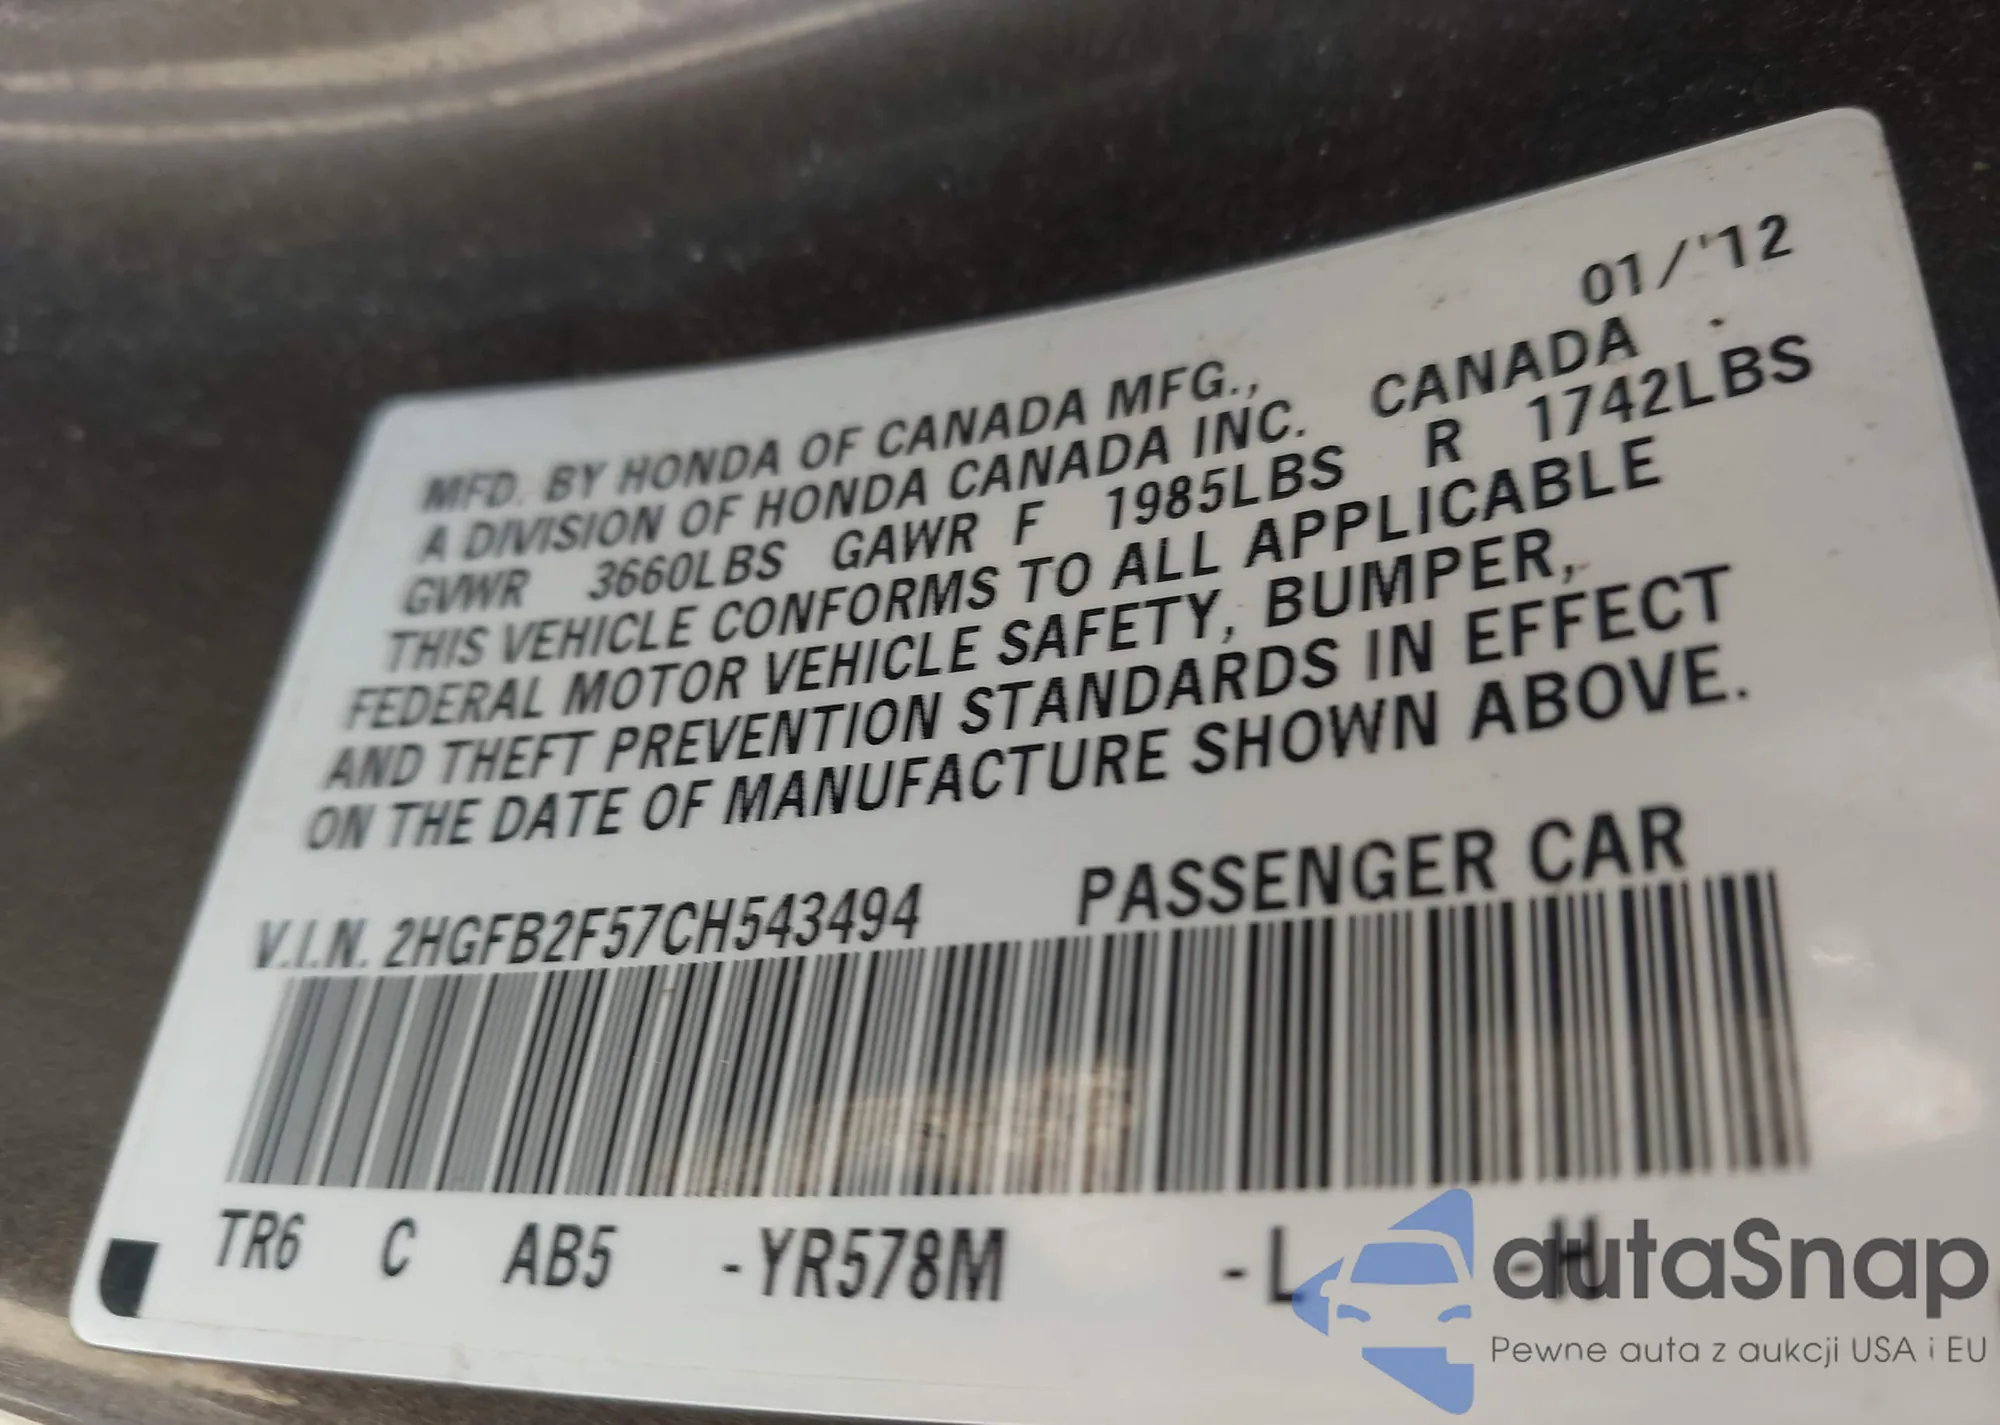 01/'12
MFD. BY HONDA OF CANADA MFG.,
A DIVISION OF HONDA CANADA INC. CANADA
GVWR 3660LBS GAWR F 1985LBS R 1742LBS
THIS VEHICLE CONFORMS TO ALL APPLICABLE
FEDERAL MOTOR VEHICLE SAFETY, BUMPER,
AND THEFT PREVENTION STANDARDS IN EFFECT
ON THE DATE OF MANUFACTURE SHOWN ABOVE.
V.I.N. 2HGFB2F57CH543494 PASSENGER CAR
TR6 C AB5 -YR578M -L -H
autaSnap
Pewne auta z aukcji USA i EU